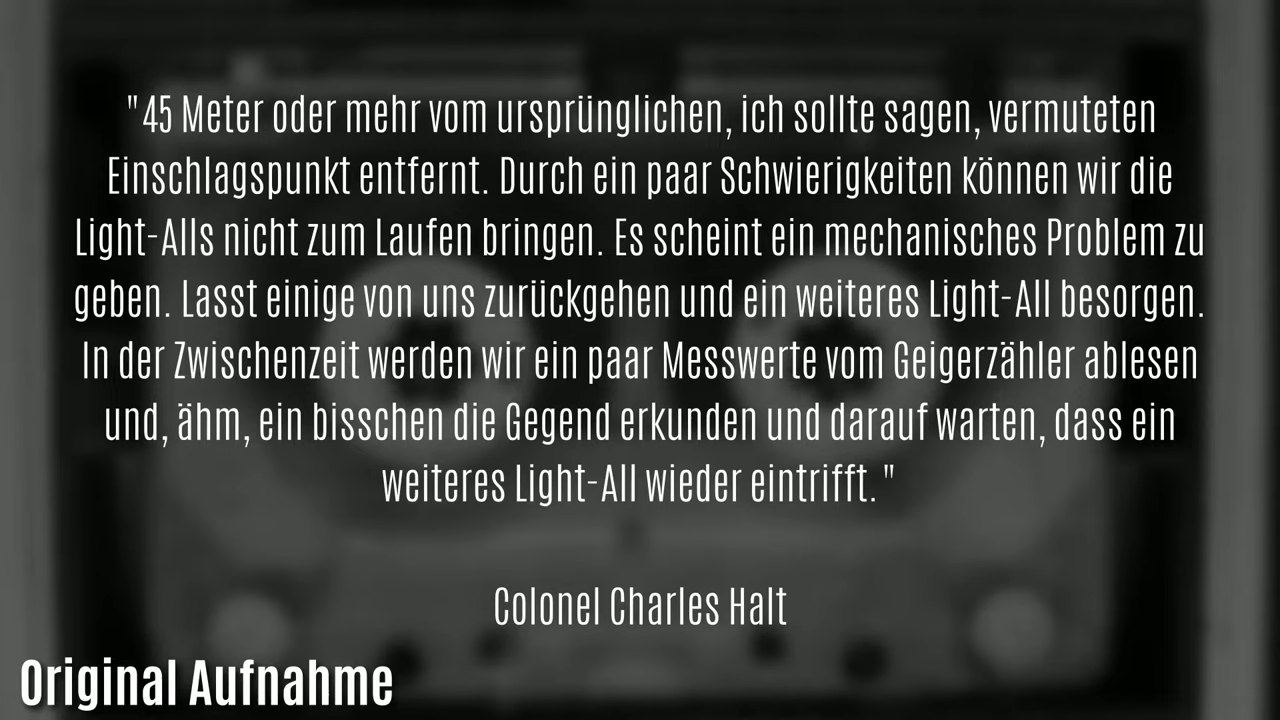 "45 Meter oder mehr vom ursprünglichen, ich sollte sagen, vermuteten
Einschlagspunkt entfernt. Durch ein paar Schwierigkeiten können wir die
Light-Alls nicht zum Laufen bringen. Es scheint ein mechanisches Problem zu
geben. Lasst einige von uns zurückgehen und ein weiteres Light-All besorgen.
In der Zwischenzeit werden wir ein paar Messwerte vom Geigerzähler ablesen
und, ähm, ein bisschen die Gegend erkunden und darauf warten, dass ein
weiteres Light-All wieder eintrifft. "
Colonel Charles Halt
Original Aufnahme